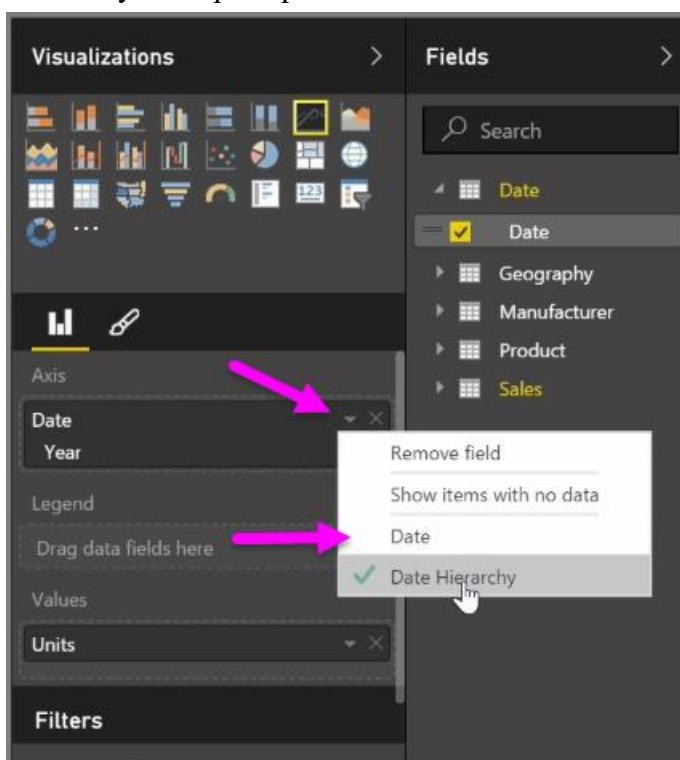 Visualizations
Fields
Search
123
Date
Date
Geography
Manufacturer
Product
Sales
Axis
Date
Year
Legend
Drag data fields here
Values
Units
Remove field
Show items with no data
Date
Date Hierarchy
Filters